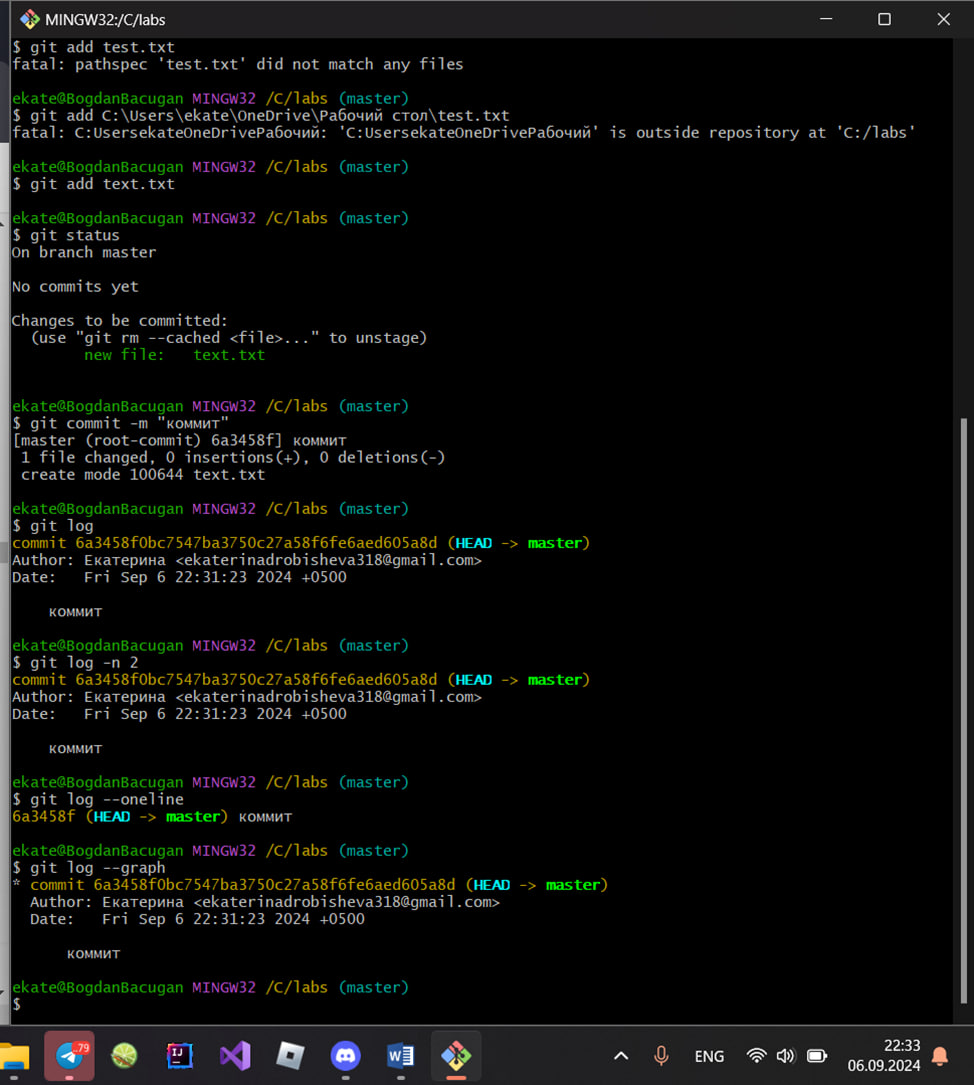 MINGW32:/C/labs
$ git add test.txt
fatal: pathspec 'test.txt' did not match any files
ekate@BogdanBacugan MINGW32 /C/labs (master)
$ git add C:\Users\ekate\OneDrive\Рабочий стол\test.txt
fatal: C:UsersekateOneDriveРабочий: 'C:UsersekateOneDriveРабочий' is outside repository at 'C:/labs'
ekate@BogdanBacugan MINGW32 /C/labs (master)
$ git add text.txt
ekate@BogdanBacugan MINGW32 /C/labs (master)
$ git status
On branch master
No commits yet
Changes to be committed:
(use "git rm --cached <file>..." to unstage)
new file:   text.txt
ekate@BogdanBacugan MINGW32 /C/labs (master)
$ git commit -m "коммит"
[master (root-commit) 6a3458f] коммит
1 file changed, 0 insertions(+), 0 deletions(-)
create mode 100644 text.txt
ekate@BogdanBacugan MINGW32 /C/labs (master)
$ git log
commit 6a3458f0bc7547ba3750c27a58f6fe6aed605a8d (HEAD -> master)
Author: Екатерина <ekaterinadrobisheva318@gmail.com>
Date:   Fri Sep 6 22:31:23 2024 +0500
коммит
ekate@BogdanBacugan MINGW32 /C/labs (master)
$ git log -n 2
commit 6a3458f0bc7547ba3750c27a58f6fe6aed605a8d (HEAD -> master)
Author: Екатерина <ekaterinadrobisheva318@gmail.com>
Date:   Fri Sep 6 22:31:23 2024 +0500
коммит
ekate@BogdanBacugan MINGW32 /C/labs (master)
$ git log --oneline
6a3458f (HEAD -> master) коммит
ekate@BogdanBacugan MINGW32 /C/labs (master)
$ git log --graph
* commit 6a3458f0bc7547ba3750c27a58f6fe6aed605a8d (HEAD -> master)
Author: Екатерина <ekaterinadrobisheva318@gmail.com>
Date:   Fri Sep 6 22:31:23 2024 +0500
коммит
ekate@BogdanBacugan MINGW32 /C/labs (master)
$
79
IJ
W
ENG
22:33
06.09.2024